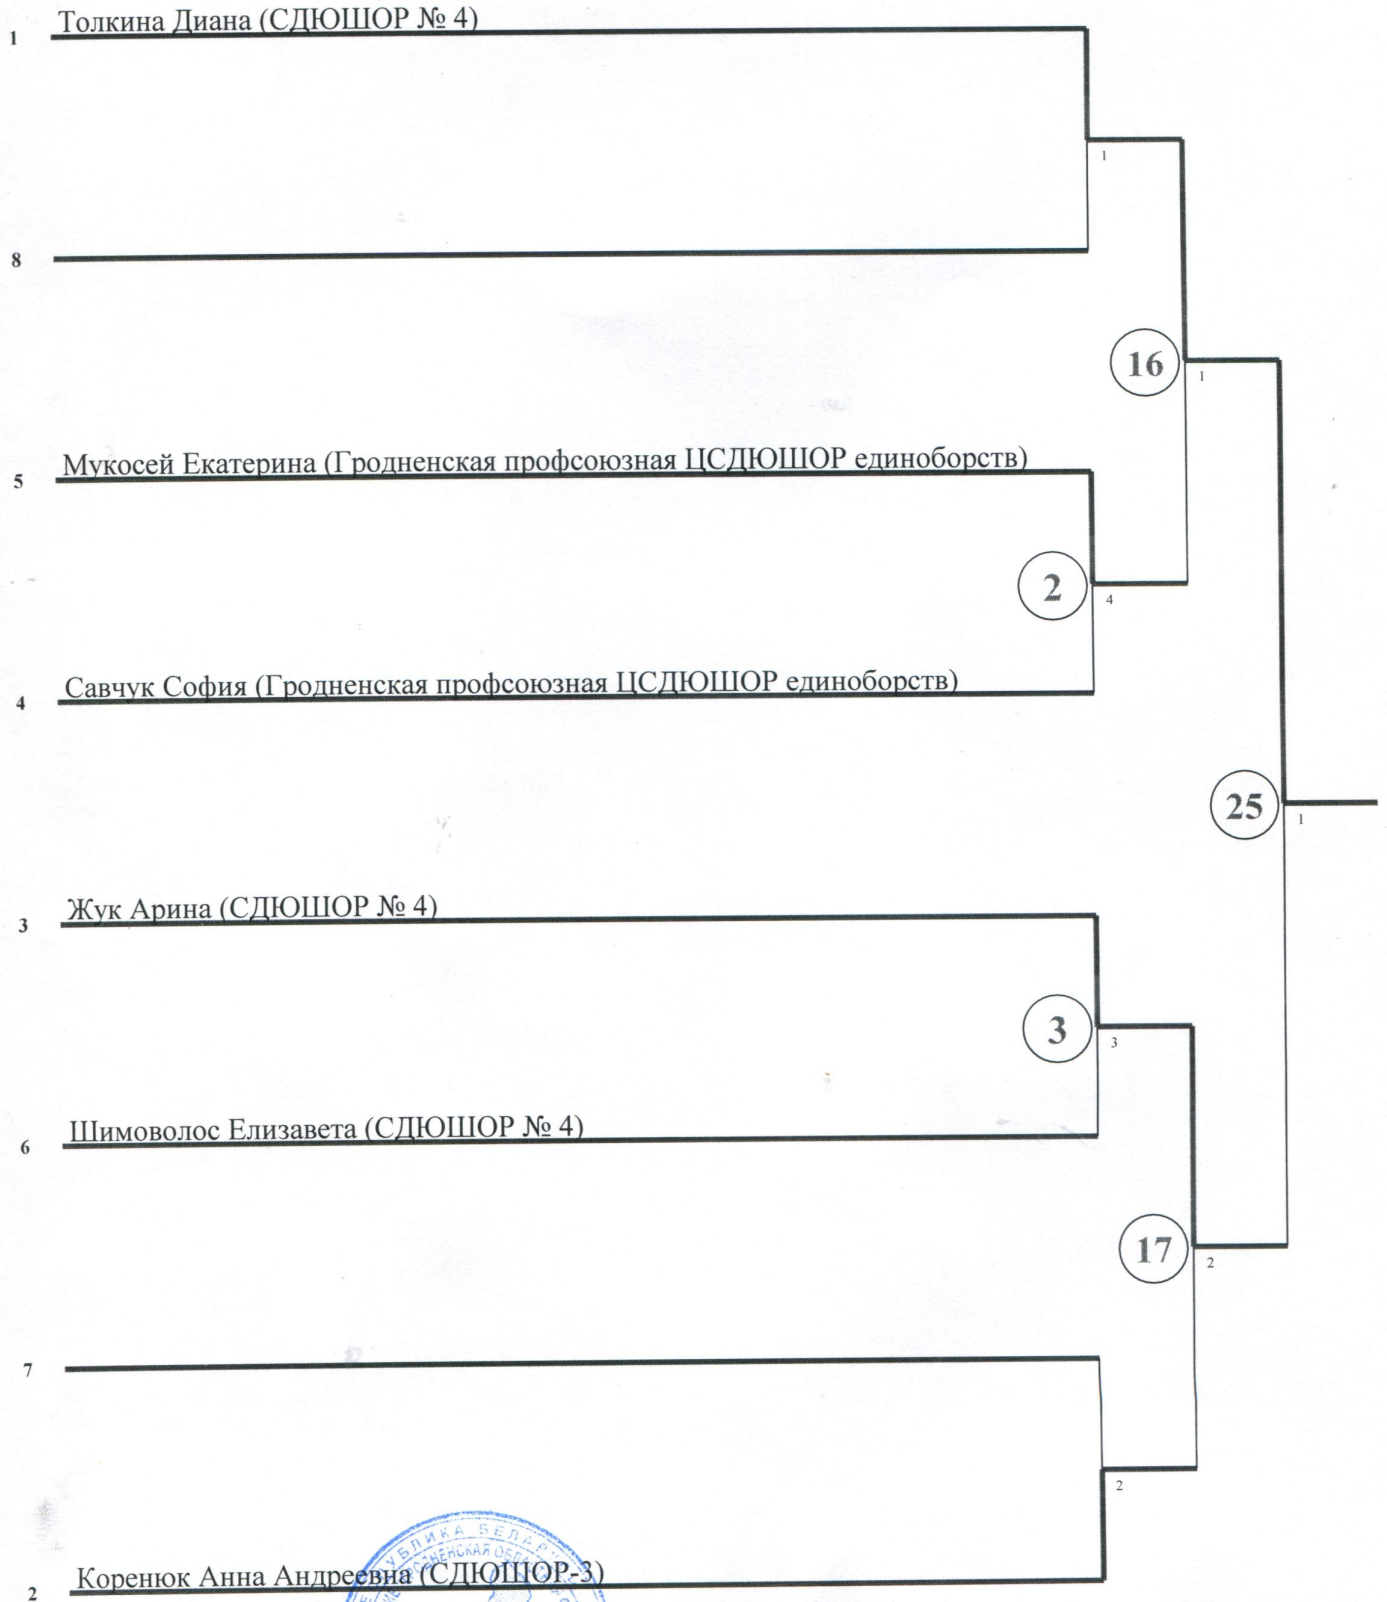 1 Толкина Диана (СДЮШОР № 4)
1
8
16
1
5 Мукосей Екатерина (Гродненская профсоюзная ЦСДЮШОР единоборств)
2
4
4 Савчук София (Гродненская профсоюзная ЦСДЮШОР единоборств)
25
1
3 Жук Арина (СДЮШОР № 4)
3
3
6 Шимоволос Елизавета (СДЮШОР № 4)
17
2
7
2
2 Коренюк Анна Андреевна (СДЮШОР-3)